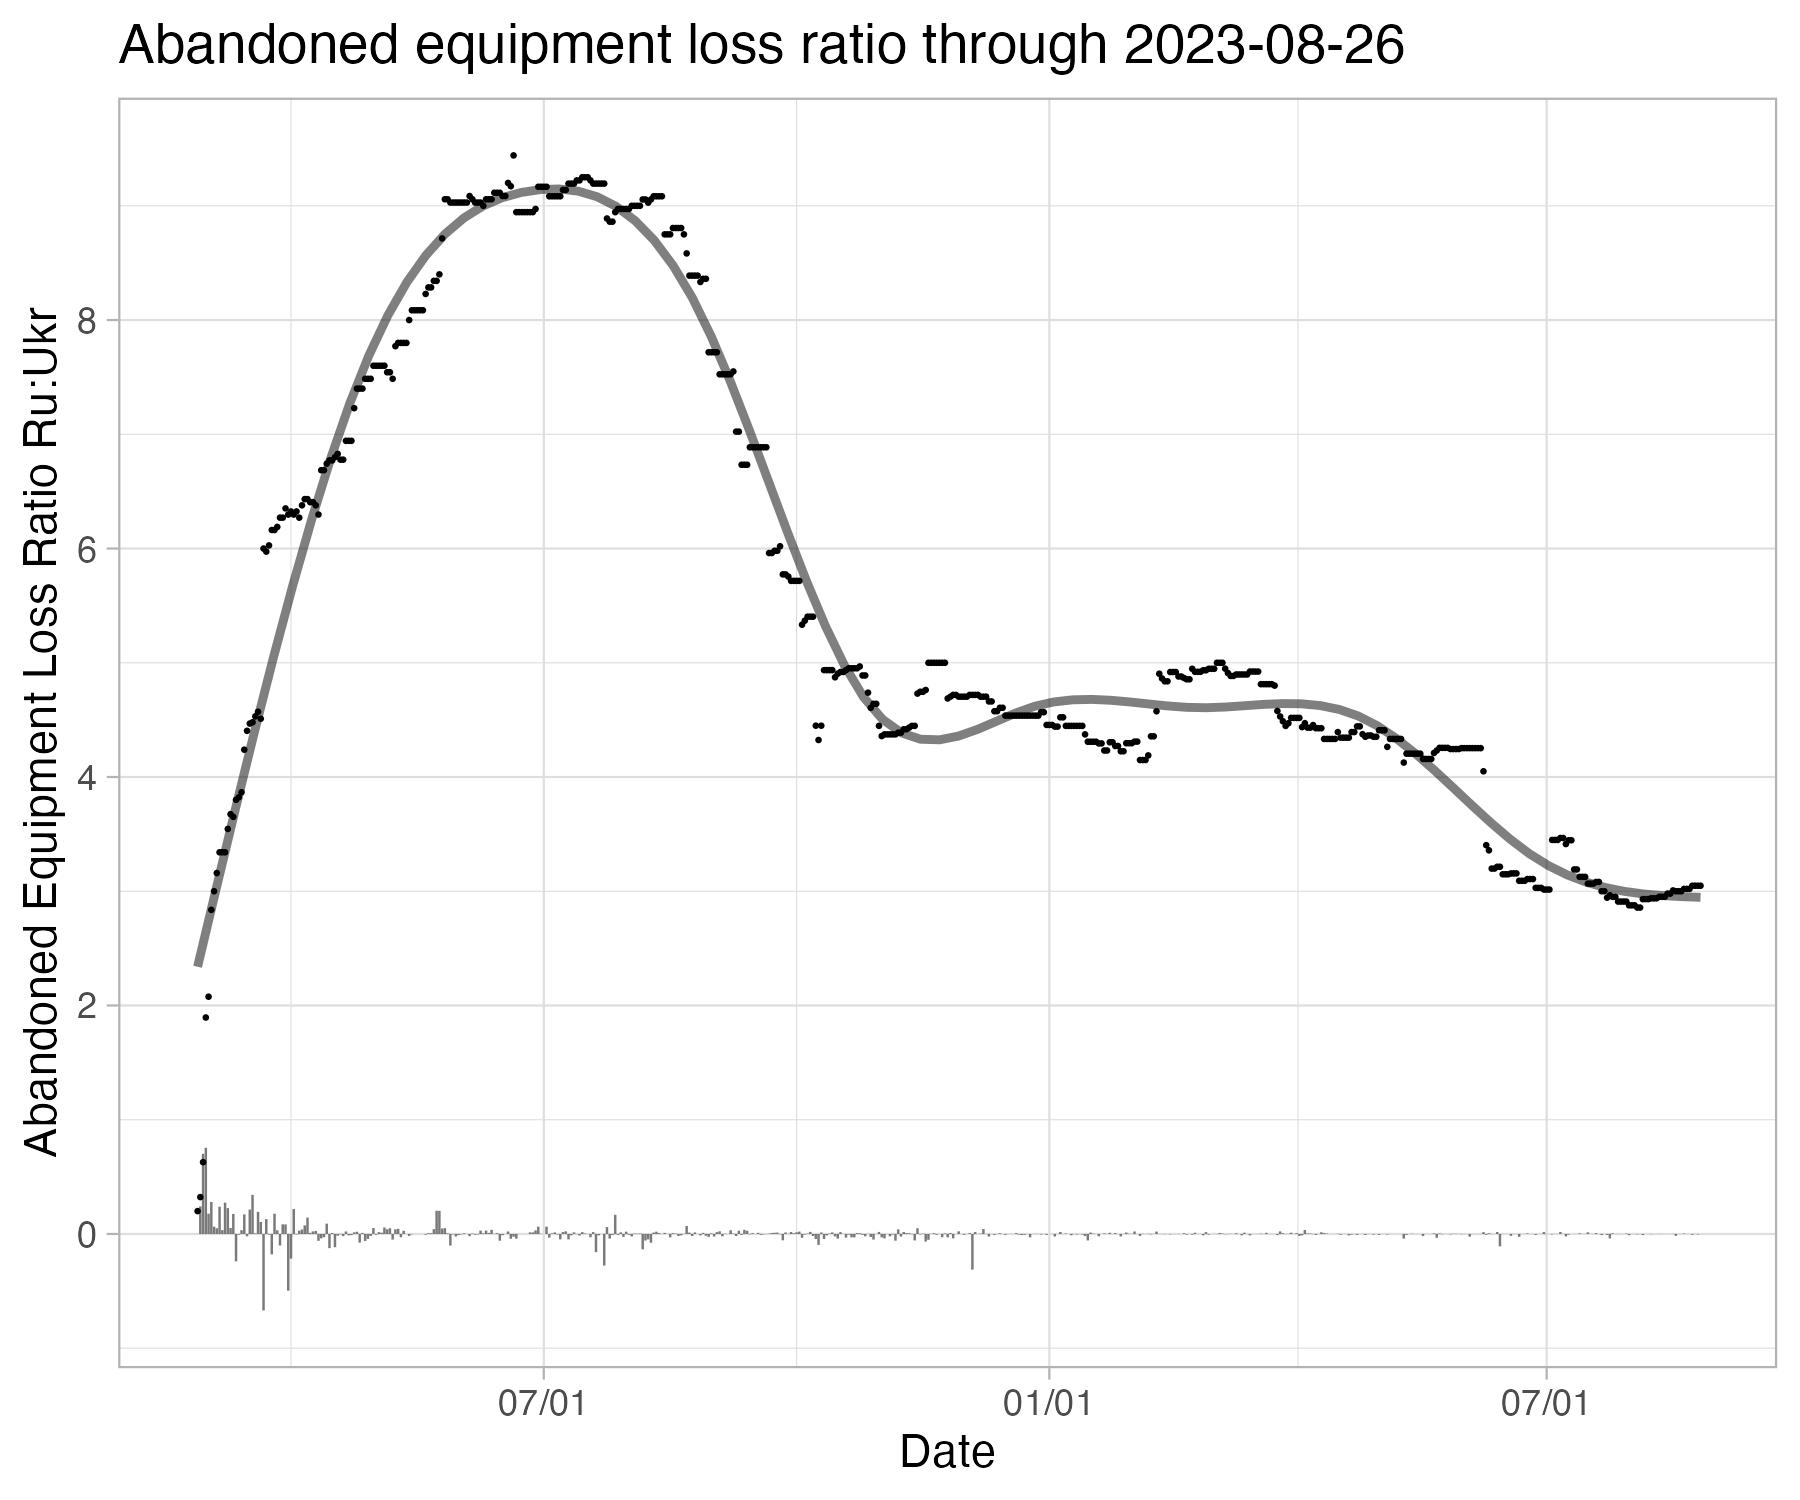 Abandoned equipment loss ratio through 2023-08-26
Abandoned Equipment Loss Ratio Ru:Ukr
8
6
4
2
0
07/01
01/01
07/01
Date